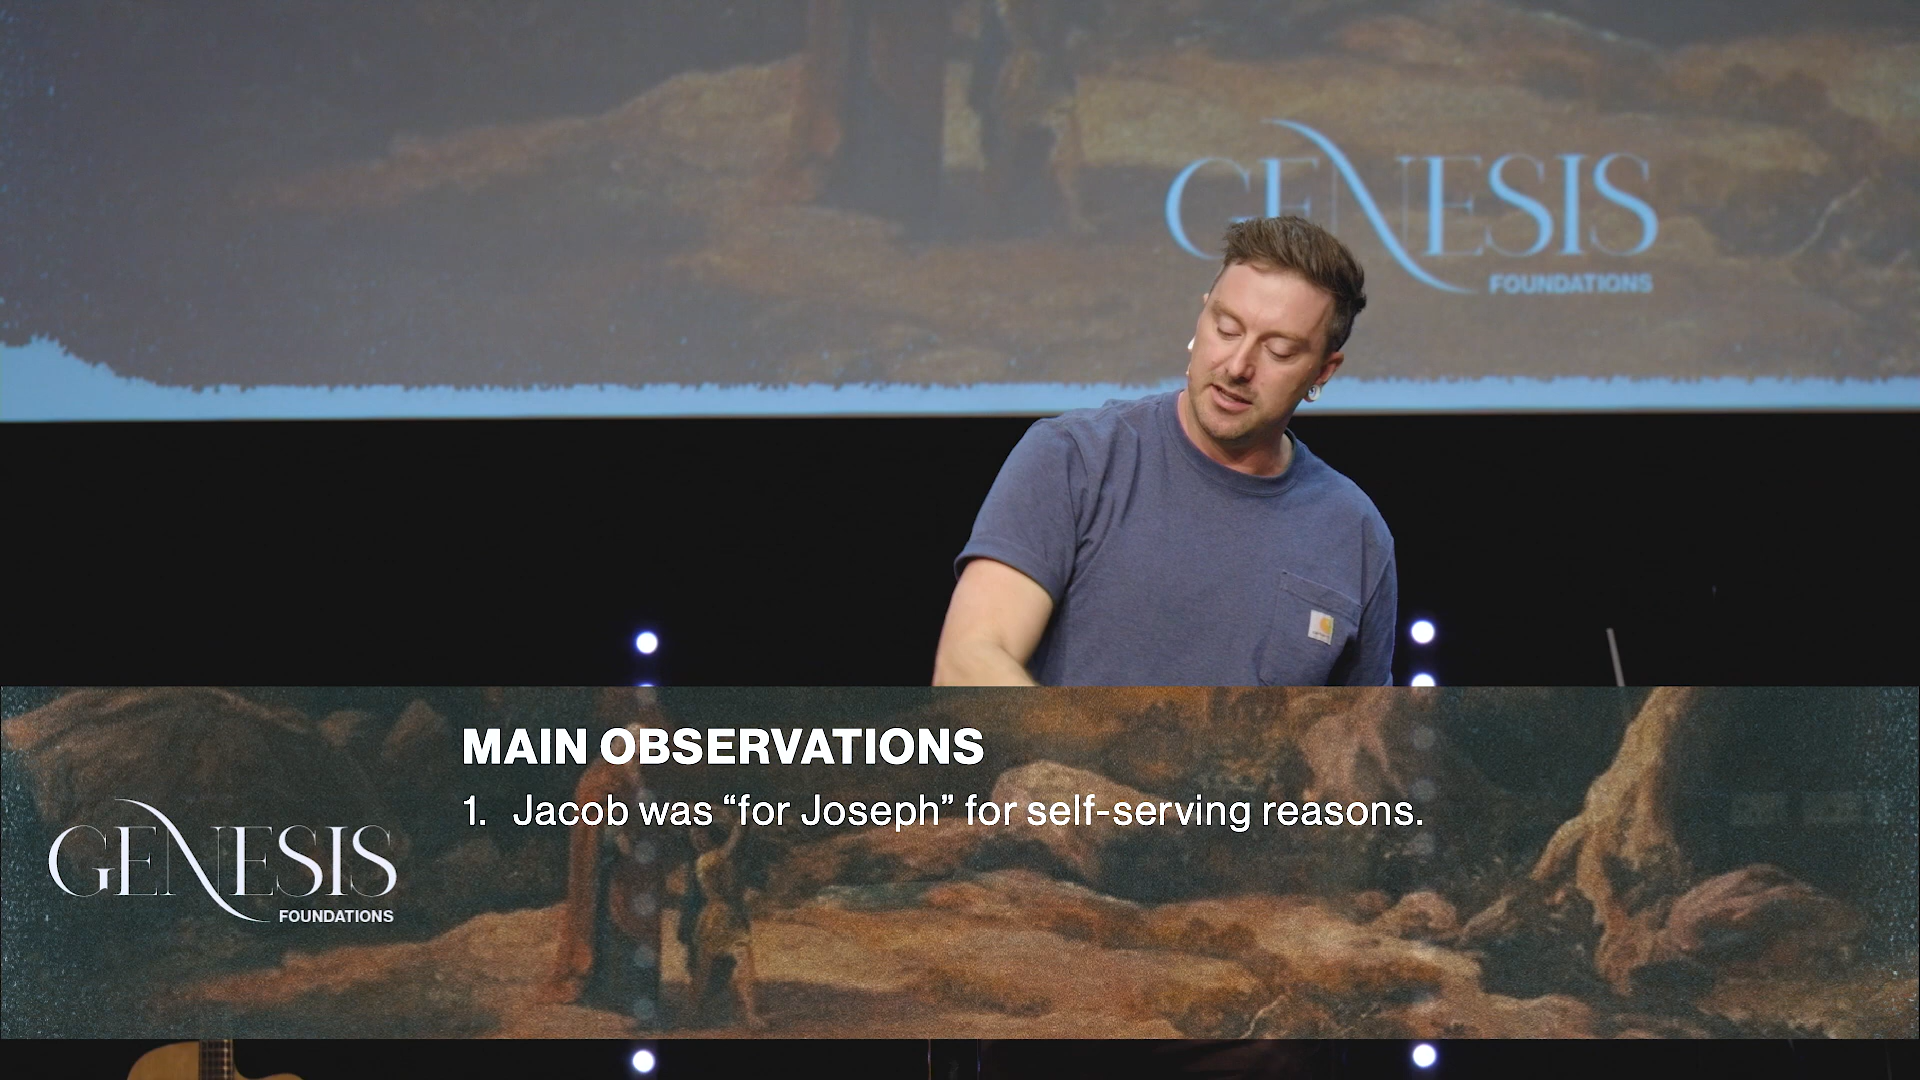 GENESIS
FOUNDATIONS
MAIN OBSERVATIONS
1. Jacob was “for Joseph” for self-serving reasons.
GENESIS
FOUNDATIONS